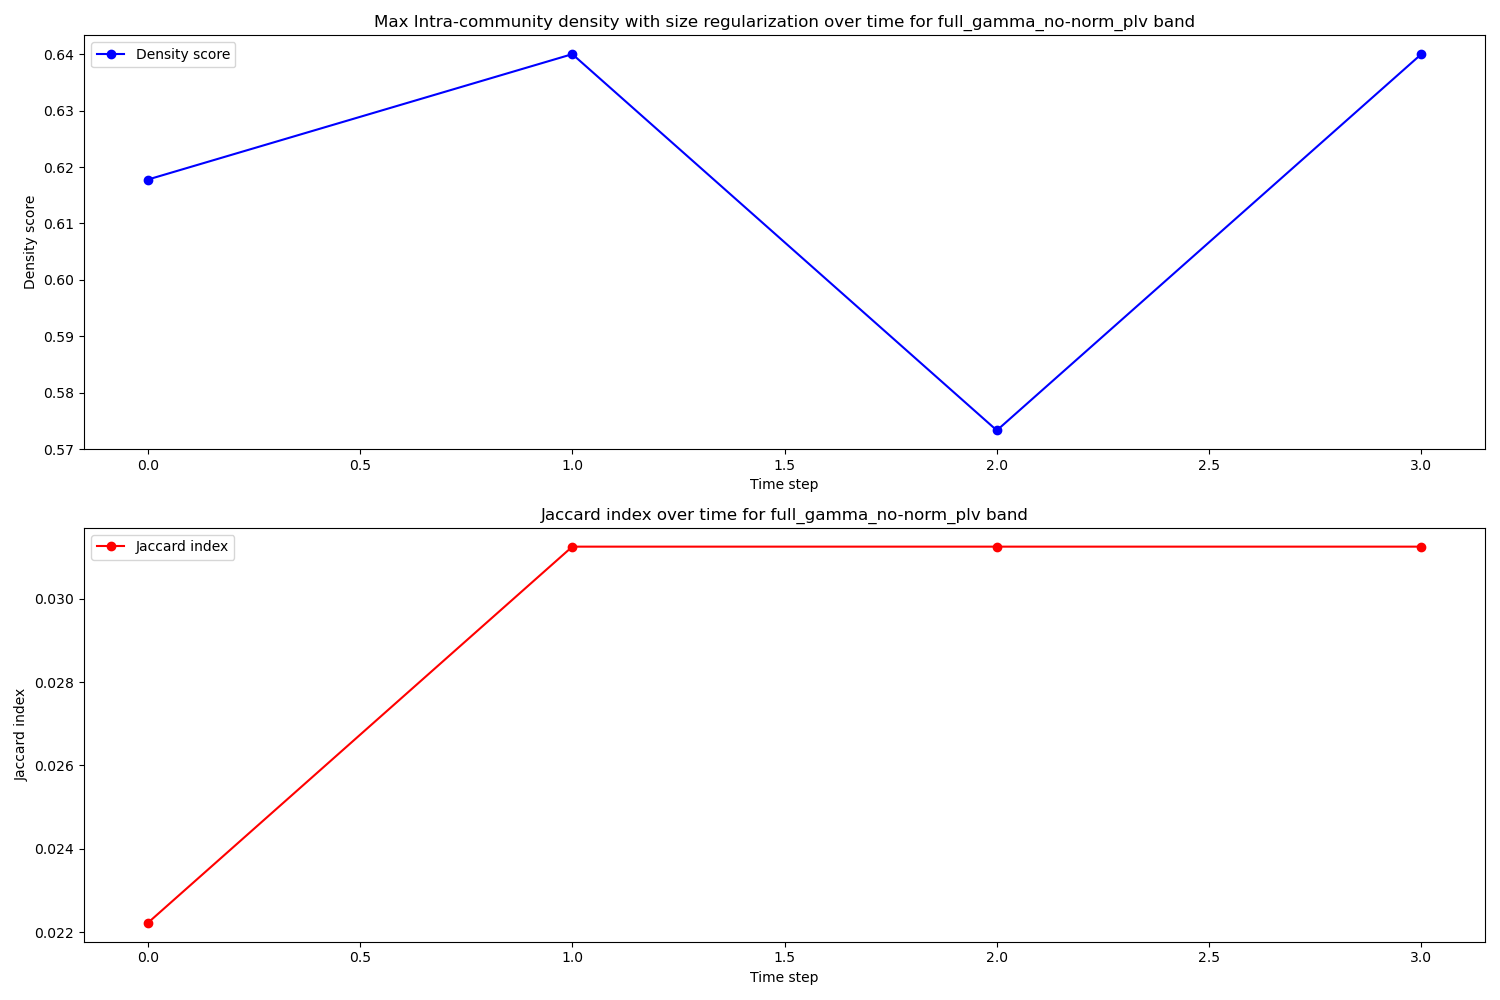 Max Intra-community density with size regularization over time for full_gamma_no-norm_plv band
Density score
0.64
0.63
0.62
0.61
0.60
0.59
0.58
0.57
Density score
0.0 0.5 1.0 1.5 2.0 2.5 3.0
Time step
Jaccard index over time for full_gamma_no-norm_plv band
Jaccard index
0.030
0.028
0.026
0.024
0.022
Jaccard index
0.0 0.5 1.0 1.5 2.0 2.5 3.0
Time step